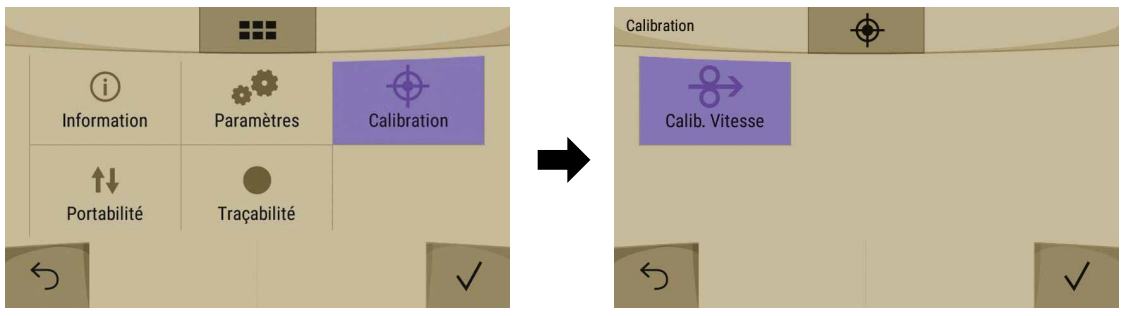 Information
Paramètres
Calibration
Portabilité
Traçabilité
Calibration
Calib. Vitesse